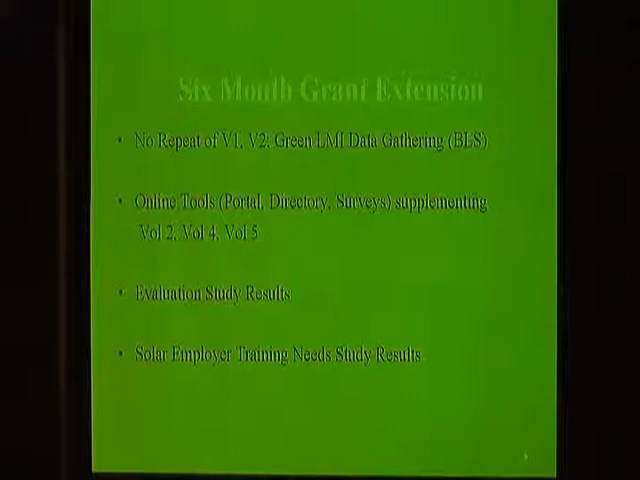 Six Month Grant Extension
• No Repeat of V1, V2; Green LMI Data Gathering (BLS)
• Online Tools (Portal, Directory, Surveys) supplementing
Vol 2, Vol 4, Vol 5
• Evaluation Study Results
• Solar Employer Training Needs Study Results